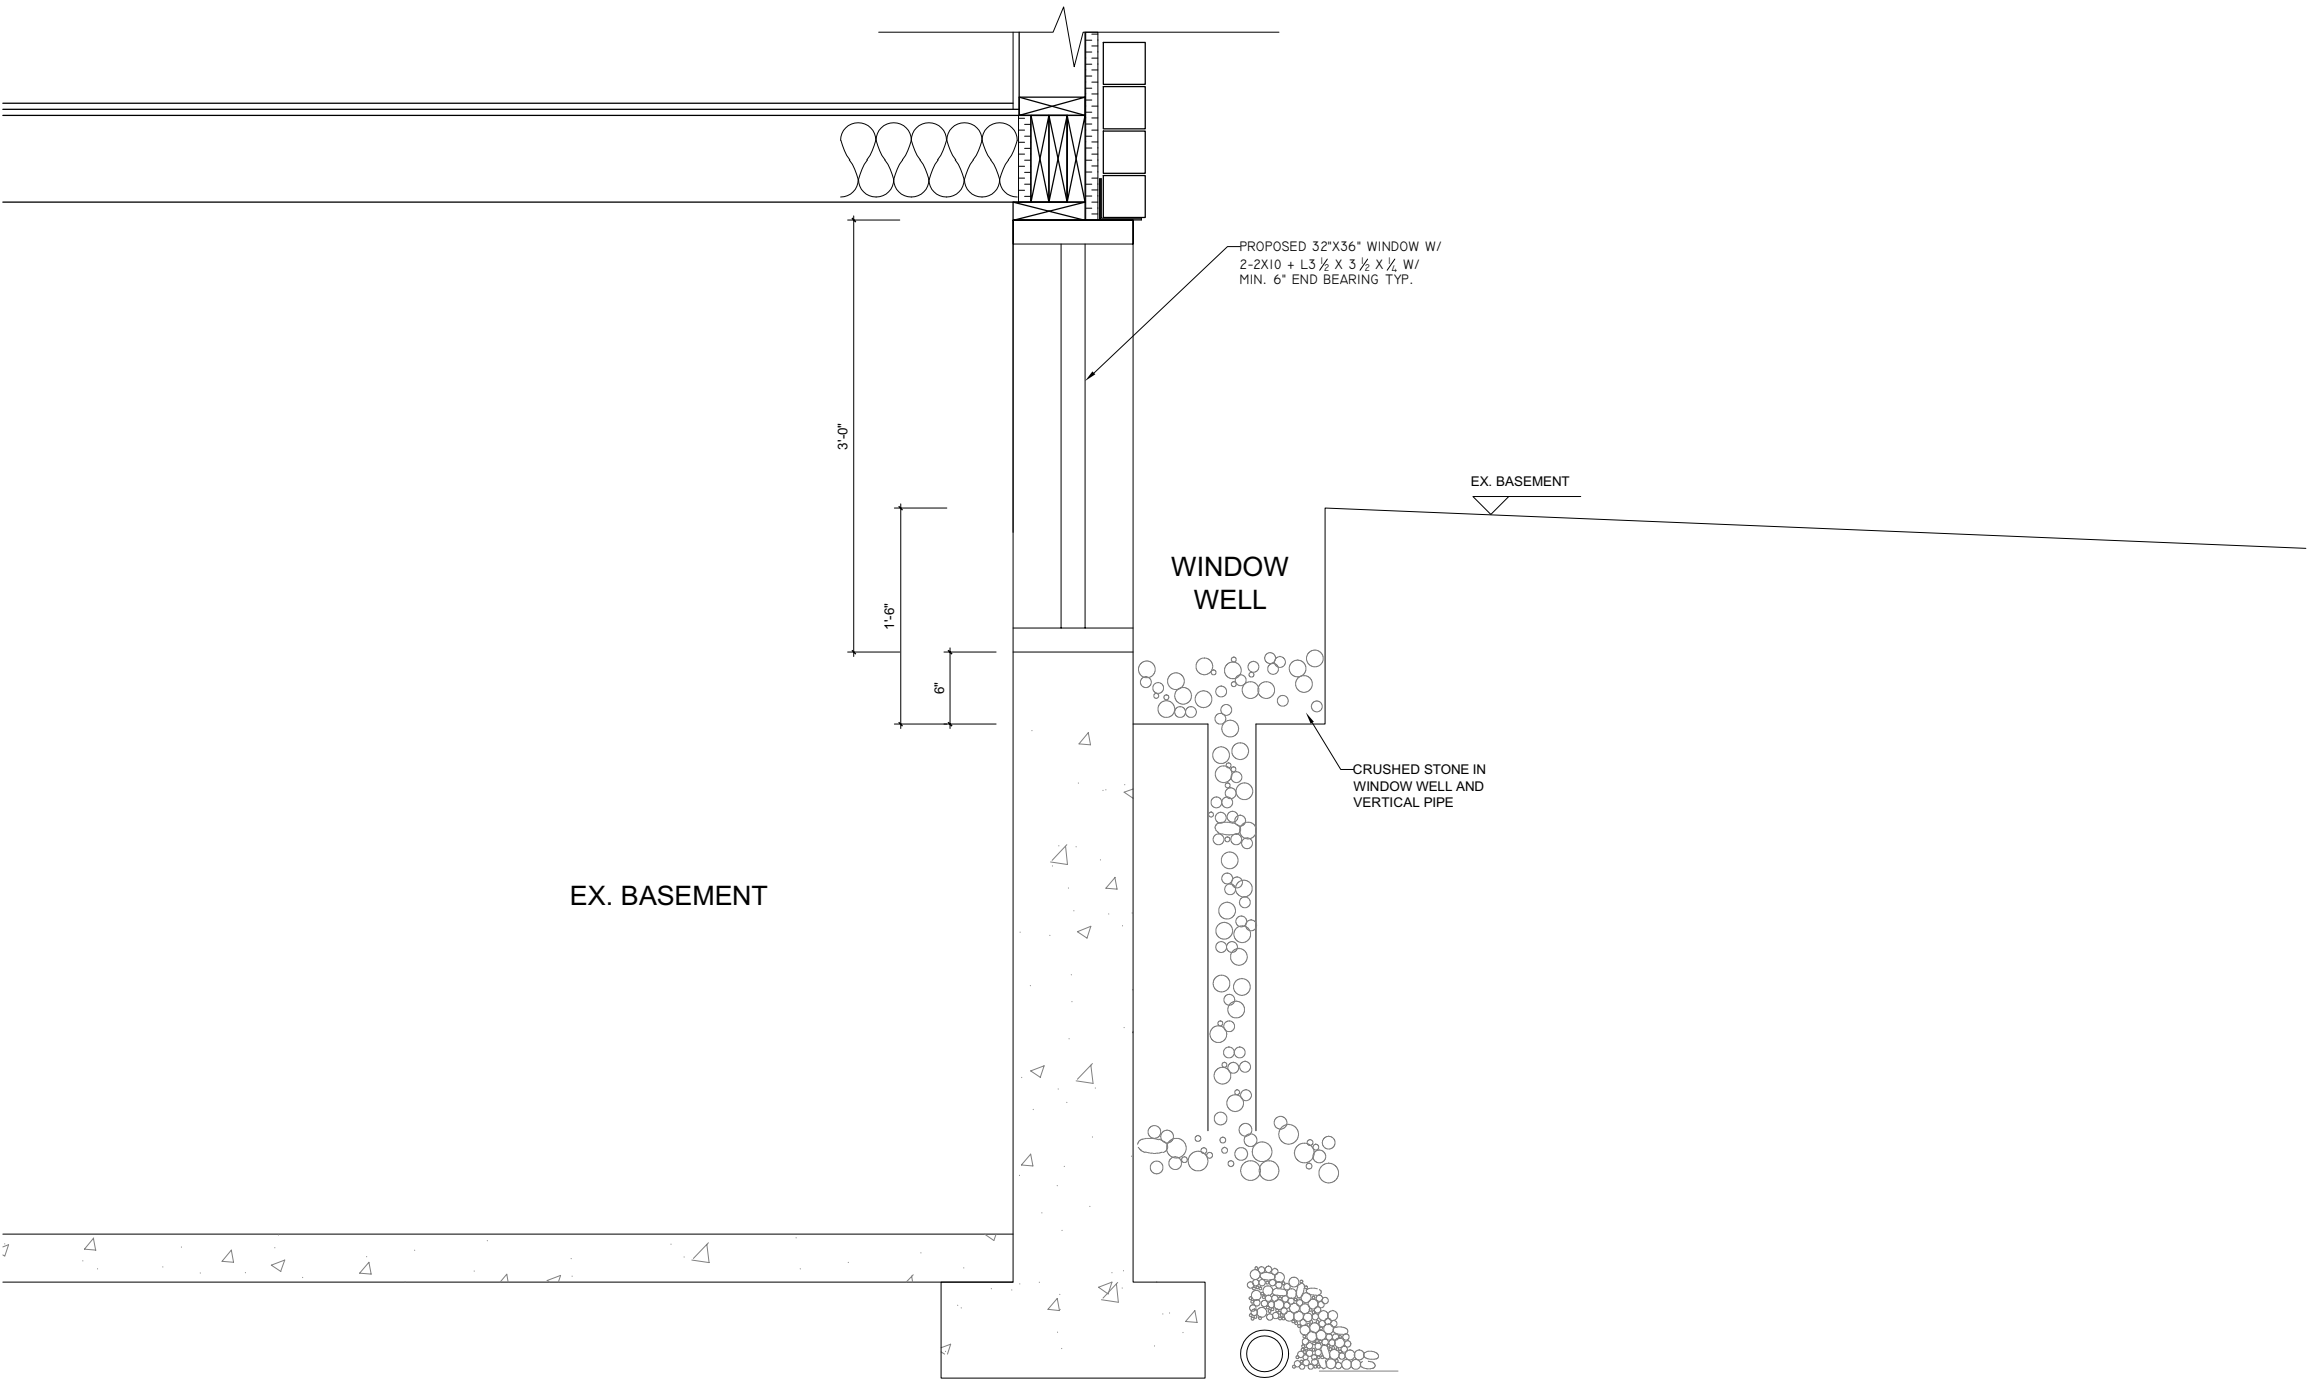 PROPOSED 32"X36" WINDOW W/
2-2X10 + L3 ½ X 3 ½ X ¼ W/
MIN. 6" END BEARING TYP.
3'-0"
EX. BASEMENT
WINDOW
WELL
1'-6"
6"
CRUSHED STONE IN
WINDOW WELL AND
VERTICAL PIPE
EX. BASEMENT